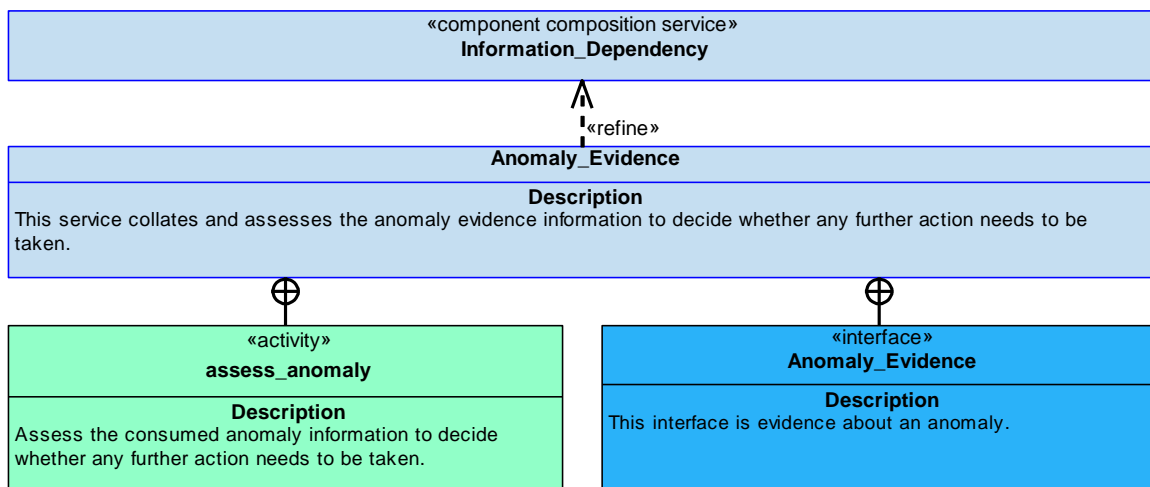 «component composition service»
Information_Dependency
«refine»
Anomaly_Evidence
Description
This service collates and assesses the anomaly evidence information to decide whether any further action needs to be
taken.
«activity»
assess_anomaly
Description
Assess the consumed anomaly information to decide
whether any further action needs to be taken.
«interface»
Anomaly_Evidence
Description
This interface is evidence about an anomaly.